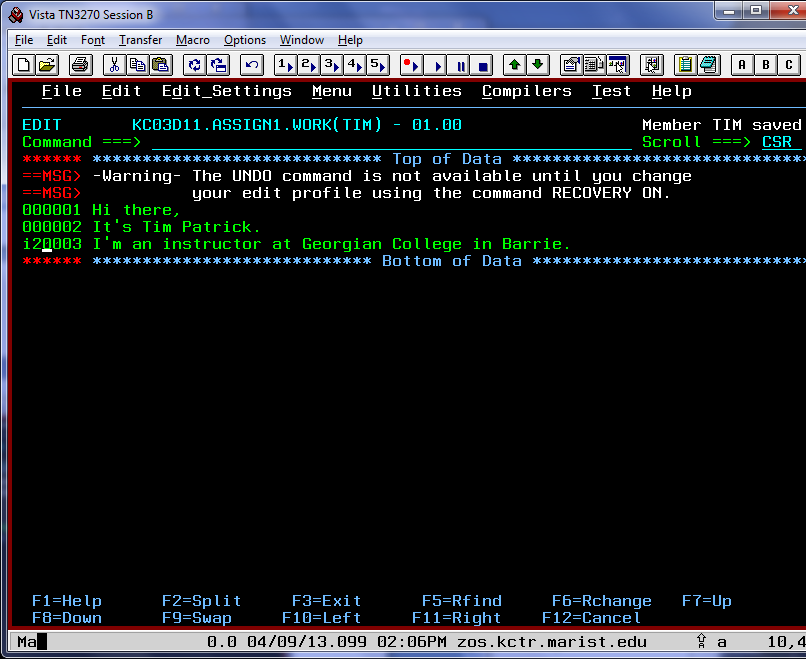 Vista TN3270 Session B
File Edit Font Transfer Macro Options Window Help
1 2 3 4 5 A B C
File Edit Edit_Settings Menu Utilities Compilers Test Help
EDIT KC03D11.ASSIGN1.WORK(TIM) - 01.00 Member TIM saved
Command ===> Scroll ===> CSR
****** ***************************** Top of Data ******************************
==MSG> -Warning- The UNDO command is not available until you change
==MSG> your edit profile using the command RECOVERY ON.
000001 Hi there,
000002 It's Tim Patrick.
i20003 I'm an instructor at Georgian College in Barrie.
****** **************************** Bottom of Data ****************************
F1=Help F2=Split F3=Exit F5=Rfind F6=Rchange F7=Up
F8=Down F9=Swap F10=Left F11=Right F12=Cancel
Ma 0.0 04/09/13.099 02:06PM zos.kctr.marist.edu a 10,4